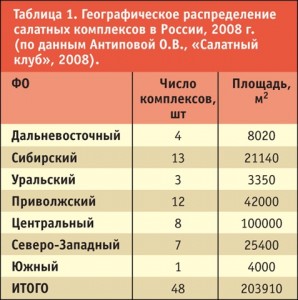 Таблица 1. Географическое распределение
салатных комплексов в России, 2008 г.
(по данным Антиповой О.В., «Салатный
клуб», 2008).
ФО Число комплексов, шт Площадь, м²
Дальневосточный 4 8020
Сибирский 13 21140
Уральский 3 3350
Приволжский 12 42000
Центральный 8 100000
Северо-Западный 7 25400
Южный 1 4000
ИТОГО 48 203910